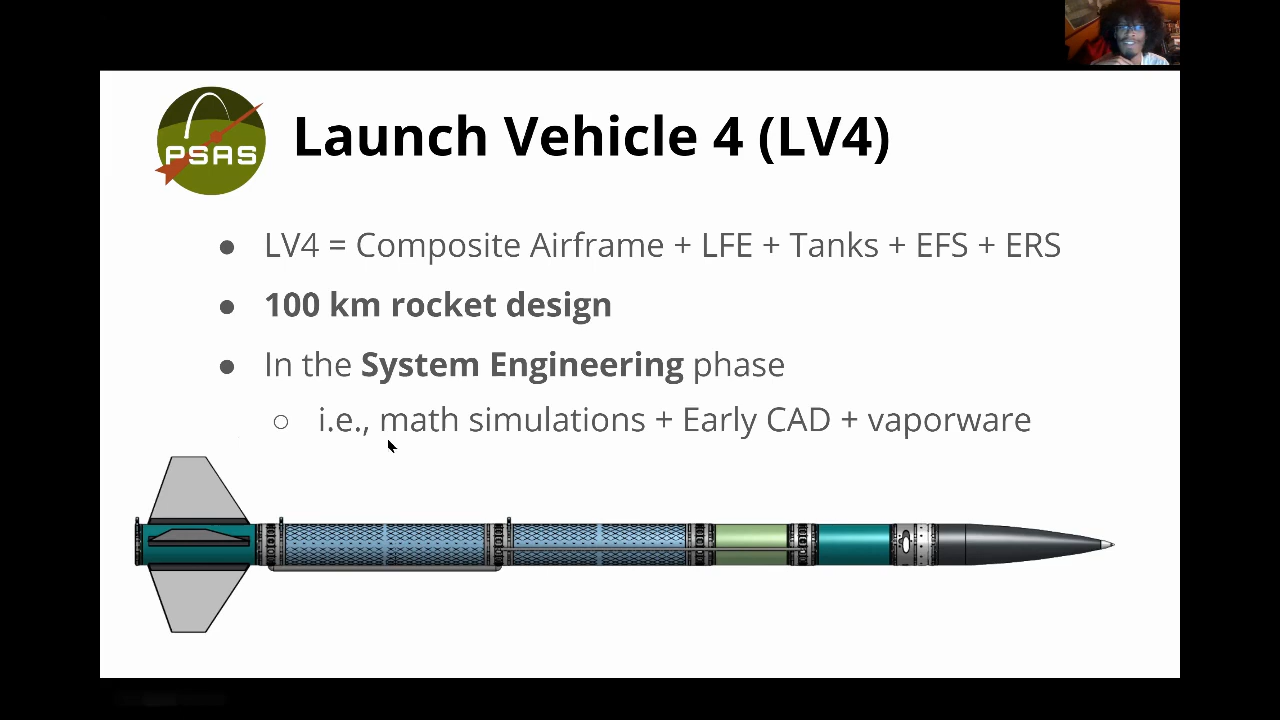 PSAS
Launch Vehicle 4 (LV4)
● LV4 = Composite Airframe + LFE + Tanks + EFS + ERS
● 100 km rocket design
● In the System Engineering phase
○ i.e., math simulations + Early CAD + vaporware